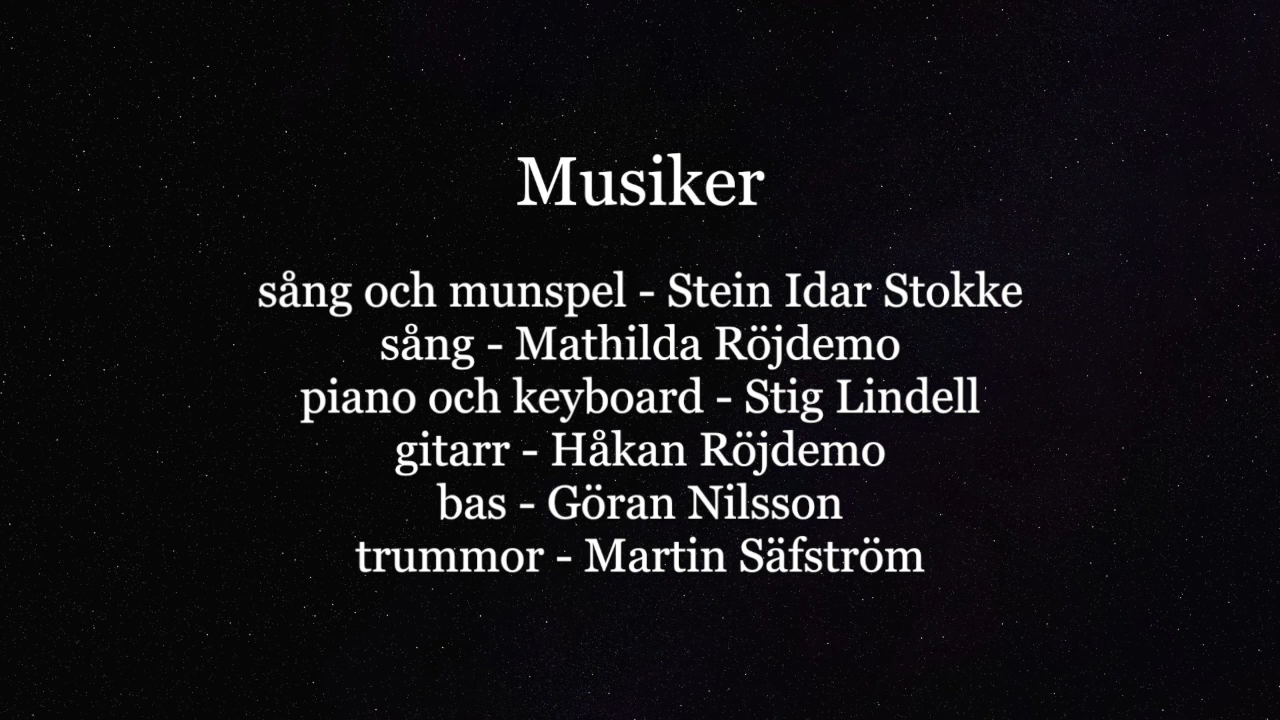 Musiker
sång och munspel - Stein Idar Stokke
sång - Mathilda Röjdemo
piano och keyboard - Stig Lindell
gitarr - Håkan Röjdemo
bas - Göran Nilsson
trummor - Martin Säfström